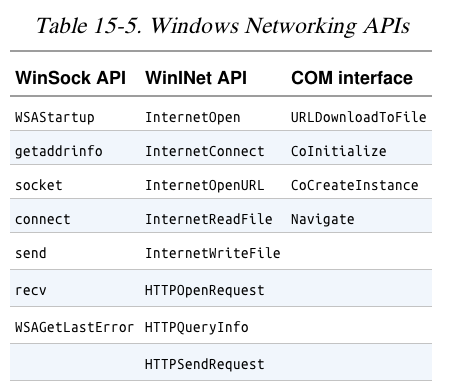 Table 15-5. Windows Networking APIs
WinSock API WinINet API COM interface
WSAStartup InternetOpen URLDownloadToFile
getaddrinfo InternetConnect CoInitialize
socket InternetOpenURL CoCreateInstance
connect InternetReadFile Navigate
send InternetWriteFile
recv HTTPOpenRequest
WSAGetLastError HTTPQueryInfo
HTTPSendRequest